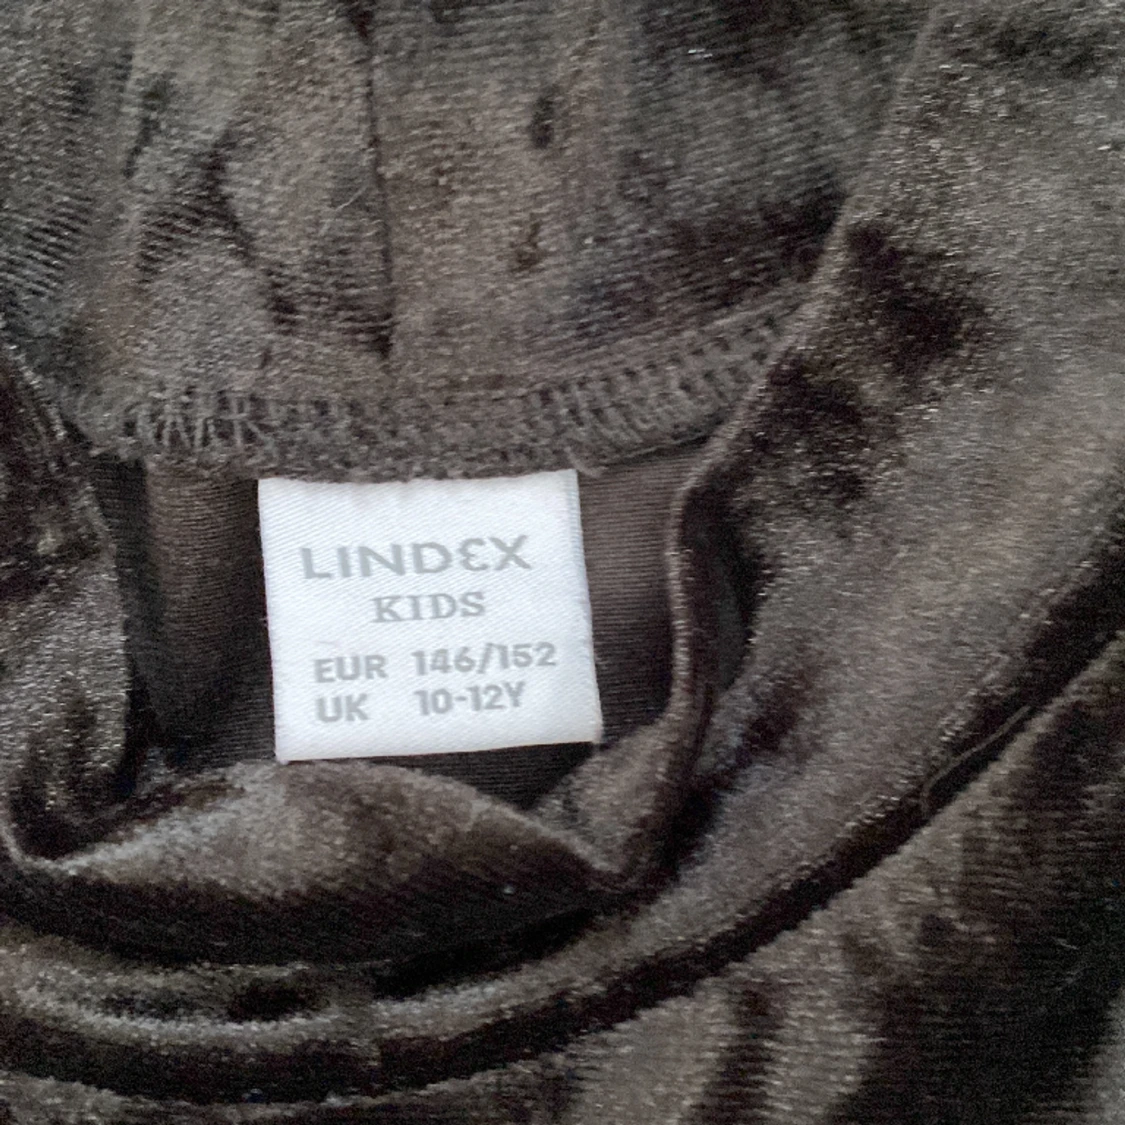 LINDEX
KIDS
EUR 146/152
UK 10-12Y